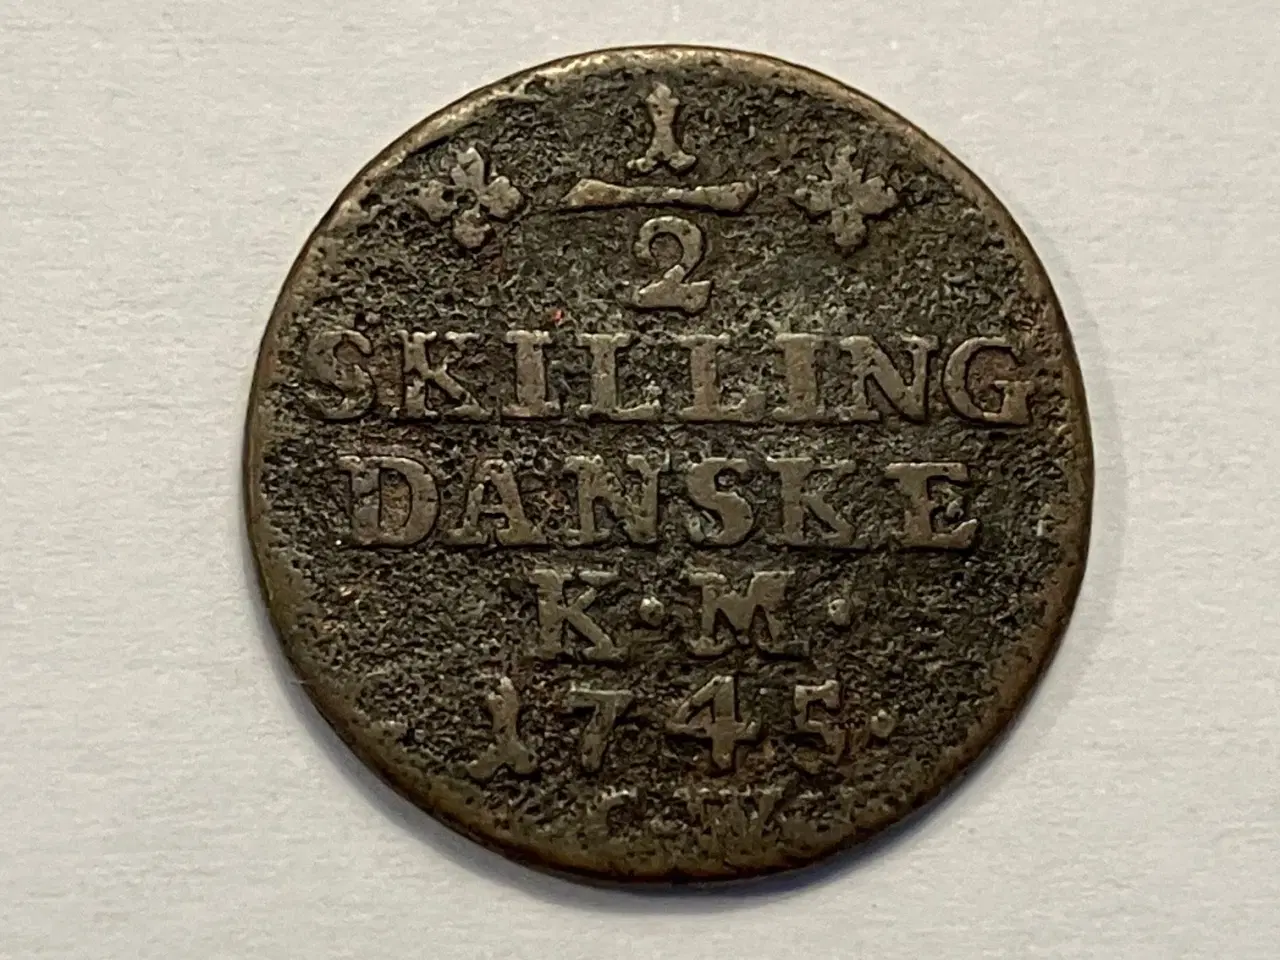 1
2
SKILLING
DANSKE
K·M·
1745·
C·W